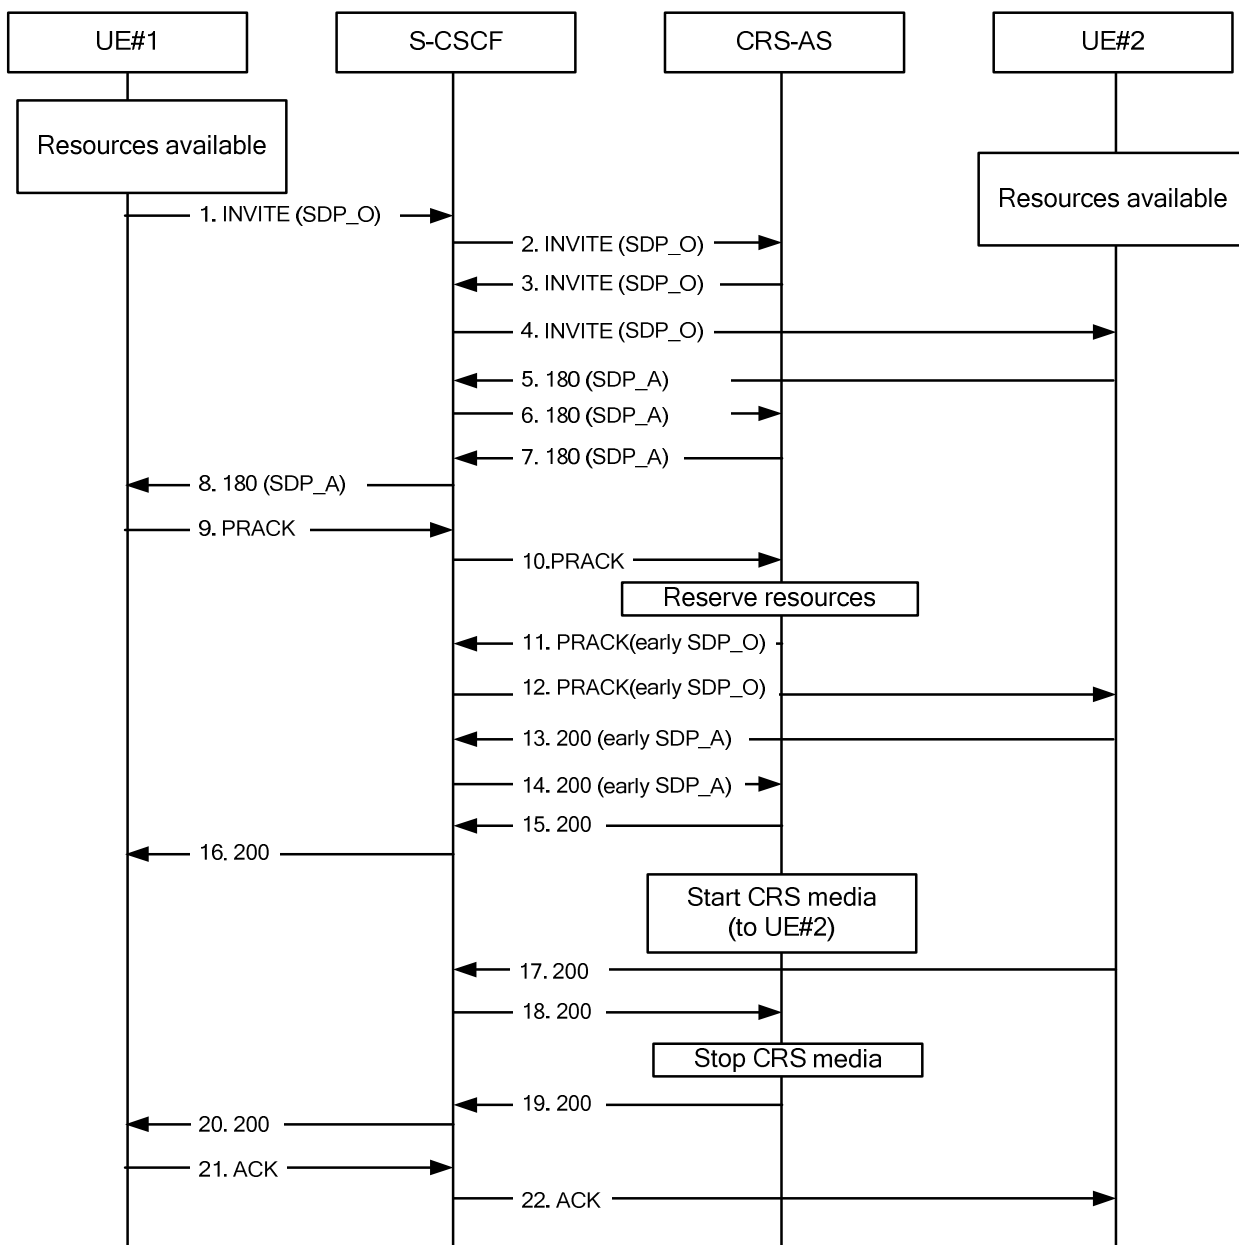 UE#1
S-CSCF
CRS-AS
UE#2
Resources available
Resources available
1. INVITE (SDP_O)
2. INVITE (SDP_O)
3. INVITE (SDP_O)
4. INVITE (SDP_O)
5. 180 (SDP_A)
6. 180 (SDP_A)
7. 180 (SDP_A)
8. 180 (SDP_A)
9. PRACK
10.PRACK
Reserve resources
11. PRACK(early SDP_O)
12. PRACK(early SDP_O)
13. 200 (early SDP_A)
14. 200 (early SDP_A)
15. 200
16. 200
Start CRS media
(to UE#2)
17. 200
18. 200
Stop CRS media
19. 200
20. 200
21. ACK
22. ACK